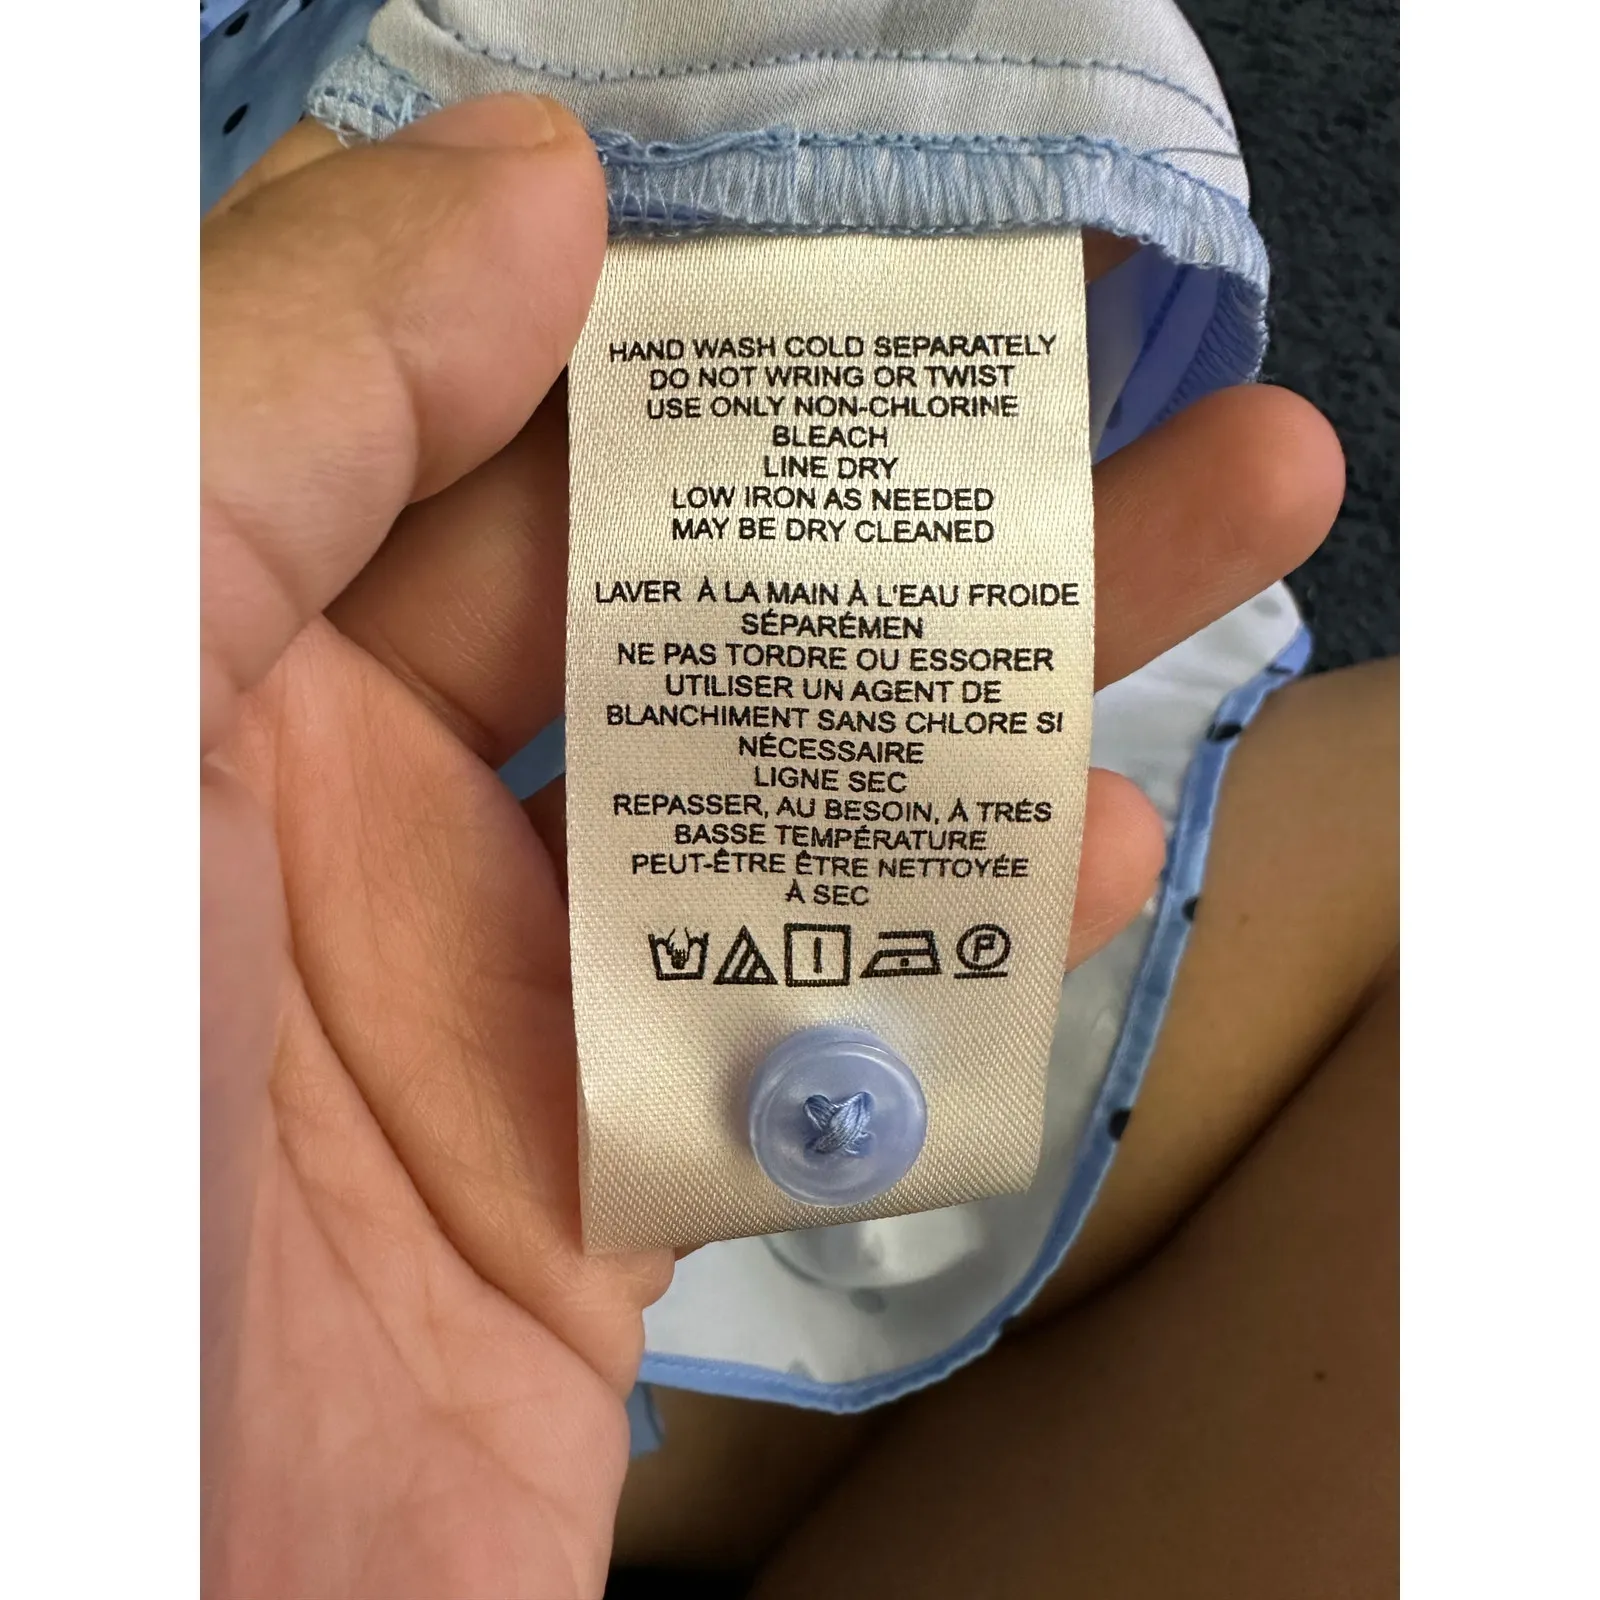 HAND WASH COLD SEPARATELY
DO NOT WRING OR TWIST
USE ONLY NON-CHLORINE
BLEACH
LINE DRY
LOW IRON AS NEEDED
MAY BE DRY CLEANED
LAVER À LA MAIN À L'EAU FROIDE
SÉPARÉMEN
NE PAS TORDRE OU ESSORER
UTILISER UN AGENT DE
BLANCHIMENT SANS CHLORE SI
NÉCESSAIRE
LIGNE SEC
REPASSER, AU BESOIN, À TRÉS
BASSE TEMPÉRATURE
PEUT-ÊTRE ÊTRE NETTOYÉE
À SEC
P